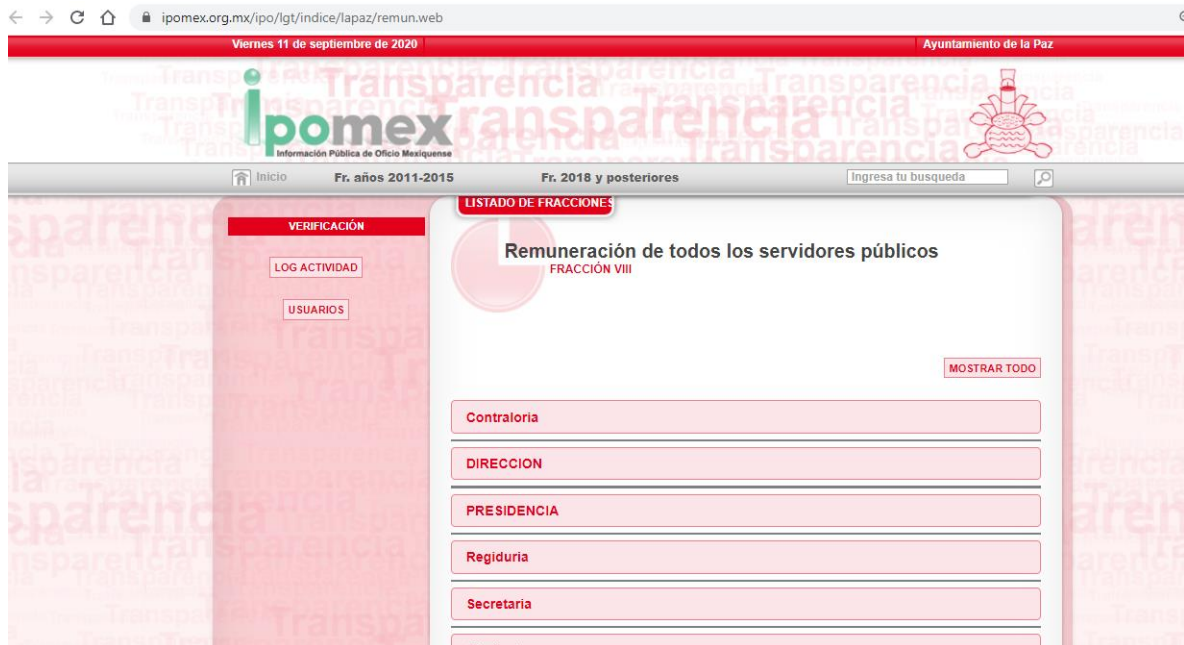 ipomex.org.mx/ipo/lgt/indice/lapaz/remun.web
Viernes 11 de septiembre de 2020
Ayuntamiento de la Paz
Transparencia
ipomex
Información Pública de Oficio Mexiquense
Inicio
Fr. años 2011-2015
Fr. 2018 y posteriores
Ingresa tu busqueda
VERIFICACIÓN
LOG ACTIVIDAD
USUARIOS
LISTADO DE FRACCIONES
Remuneración de todos los servidores públicos
FRACCIÓN VIII
MOSTRAR TODO
Contraloria
DIRECCION
PRESIDENCIA
Regiduria
Secretaria